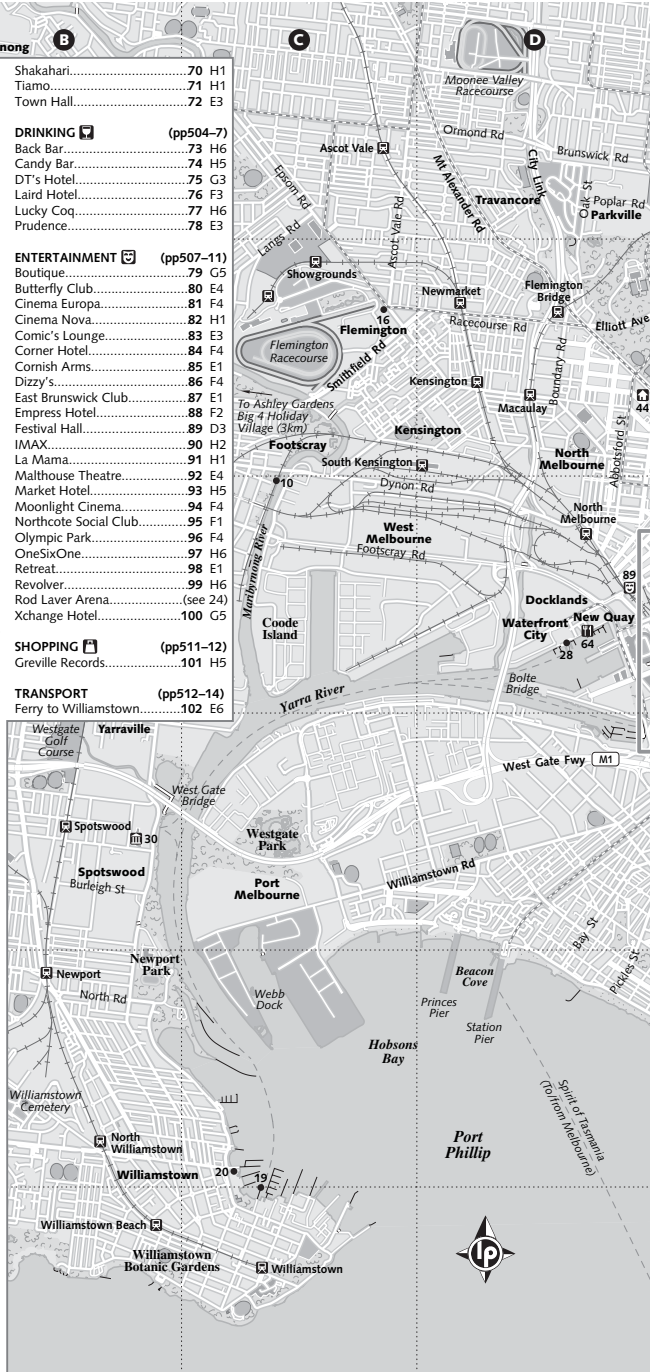 nong
B
C
D
Shakahari............................70 H1
Tiamo...................................71 H1
Town Hall............................72 E3
DRINKING (pp504–7)
Back Bar..............................73 H6
Candy Bar...........................74 H5
DT's Hotel...........................75 G3
Laird Hotel..........................76 F3
Lucky Coq...........................77 H6
Prudence............................78 E3
ENTERTAINMENT (pp507–11)
Boutique.............................79 G5
Butterfly Club.....................80 E4
Cinema Europa...................81 F4
Cinema Nova......................82 H1
Comic's Lounge..................83 E3
Corner Hotel.......................84 F4
Cornish Arms......................85 E1
Dizzy's................................86 F4
East Brunswick Club............87 E1
Empress Hotel.....................88 F2
Festival Hall........................89 D3
IMAX..................................90 H2
La Mama.............................91 H1
Malthouse Theatre...............92 E4
Market Hotel.......................93 H5
Moonlight Cinema...............94 F4
Northcote Social Club..........95 F1
Olympic Park......................96 F4
OneSixOne..........................97 H6
Retreat...............................98 E1
Revolver.............................99 H6
Rod Laver Arena..............(see 24)
Xchange Hotel...................100 G5
SHOPPING (pp511–12)
Greville Records.................101 H5
TRANSPORT (pp512–14)
Ferry to Williamstown.........102 E6
Moonee Valley
Racecourse
Ormond Rd
Brunswick Rd
Ascot Vale
Mt Alexander Rd
City Link
Epsom Rd
Travancore
Oak St
Poplar Rd
Parkville
Langs Rd
Ascot Vale Rd
Showgrounds
Newmarket
Flemington
Bridge
16
Flemington
Racecourse Rd
Elliott Ave
Flemington
Racecourse
Smithfield Rd
Boundary Rd
Kensington
Macaulay
44
To Ashley Gardens
Big 4 Holiday
Village (3km)
Kensington
Abbotsford St
Footscray
North
Melbourne
South Kensington
10
Dynon Rd
North
Melbourne
West
Melbourne
Footscray Rd
Maribyrnong River
89
Docklands
Coode
Island
Waterfront
City
New Quay
64
28
Bolte
Bridge
Yarra River
Westgate
Golf
Course
Yarraville
West Gate Fwy
M1
West Gate
Bridge
Spotswood
30
Westgate
Park
Spotswood
Burleigh St
Port
Melbourne
Williamstown Rd
Bay St
Pickles St
Newport
Park
Newport
North Rd
Webb
Dock
Beacon
Cove
Princes
Pier
Station
Pier
Hobsons
Bay
Williamstown
Cemetery
Spirit of Tasmania
(To/from Melbourne)
North
Williamstown
Port
Phillip
Williamstown
20
19
Williamstown Beach
Williamstown
Botanic Gardens
Williamstown
lp